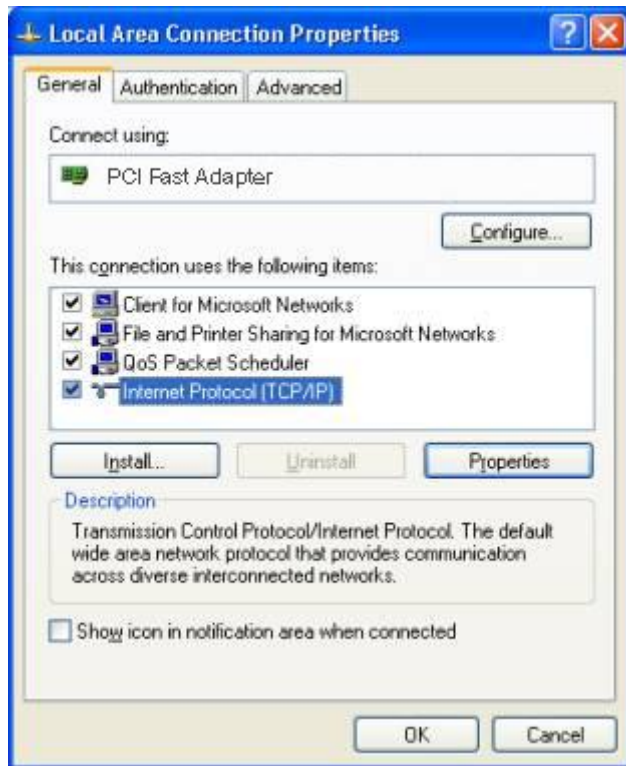 Local Area Connection Properties
General Authentication Advanced
Connect using:
PCI Fast Adapter
Configure...
This connection uses the following items:
Client for Microsoft Networks
File and Printer Sharing for Microsoft Networks
QoS Packet Scheduler
Internet Protocol (TCP/IP)
Install... Uninstall Properties
Description
Transmission Control Protocol/Internet Protocol. The default
wide area network protocol that provides communication
across diverse interconnected networks.
Show icon in notification area when connected
OK Cancel